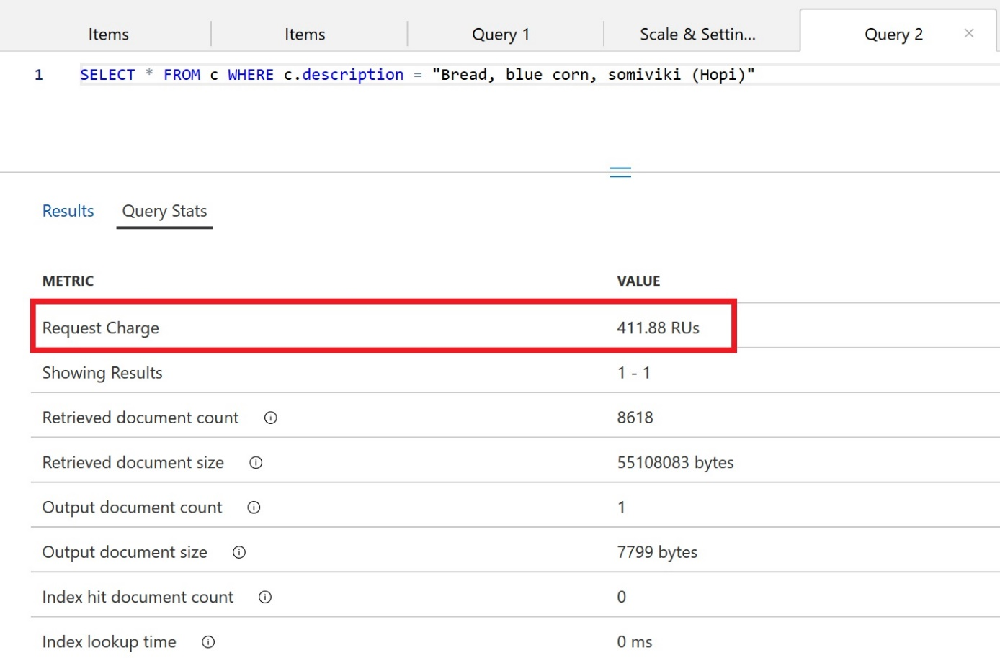 Items Items Query 1 Scale & Settin... Query 2 ×
1 SELECT * FROM c WHERE c.description = "Bread, blue corn, somiviki (Hopi)"
Results Query Stats
METRIC VALUE
Request Charge 411.88 RUs
Showing Results 1 - 1
Retrieved document count 8618
Retrieved document size 55108083 bytes
Output document count 1
Output document size 7799 bytes
Index hit document count 0
Index lookup time 0 ms